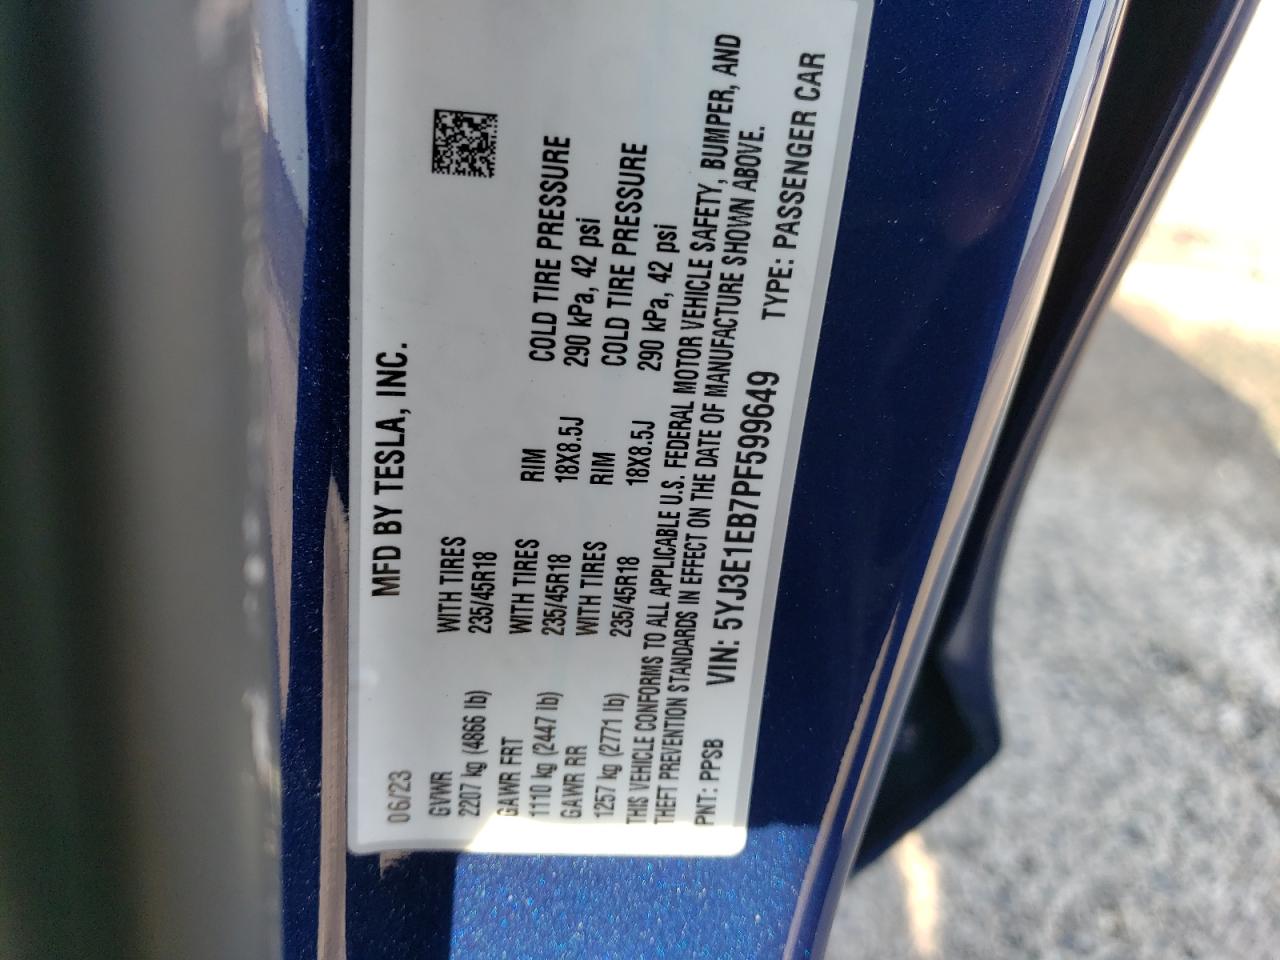 MFD BY TESLA, INC.
06/23
GVWR WITH TIRES
2207 kg (4866 lb) 235/45R18
GAWR FRT WITH TIRES RIM COLD TIRE PRESSURE
1110 kg (2447 lb) 235/45R18 18X8.5J 290 kPa, 42 psi
GAWR RR WITH TIRES RIM COLD TIRE PRESSURE
1257 kg (2771 lb) 235/45R18 18X8.5J 290 kPa, 42 psi
THIS VEHICLE CONFORMS TO ALL APPLICABLE U.S. FEDERAL MOTOR VEHICLE SAFETY, BUMPER, AND
THEFT PREVENTION STANDARDS IN EFFECT ON THE DATE OF MANUFACTURE SHOWN ABOVE.
PNT: PPSB VIN: 5YJ3E1EB7PF599649 TYPE: PASSENGER CAR